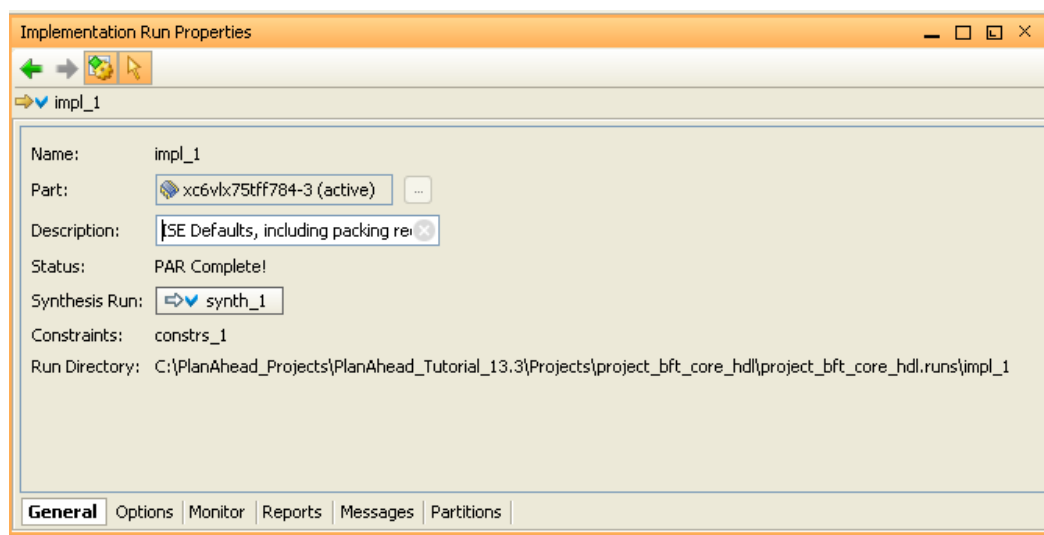 Implementation Run Properties
impl_1
Name: impl_1
Part: xc6vlx75tff784-3 (active) ...
Description: ISE Defaults, including packing
Status: PAR Complete!
Synthesis Run: synth_1
Constraints: constrs_1
Run Directory: C:\PlanAhead_Projects\PlanAhead_Tutorial_13.3\Projects\project_bft_core_hdl\project_bft_core_hdl.runs\impl_1
General Options Monitor Reports Messages Partitions